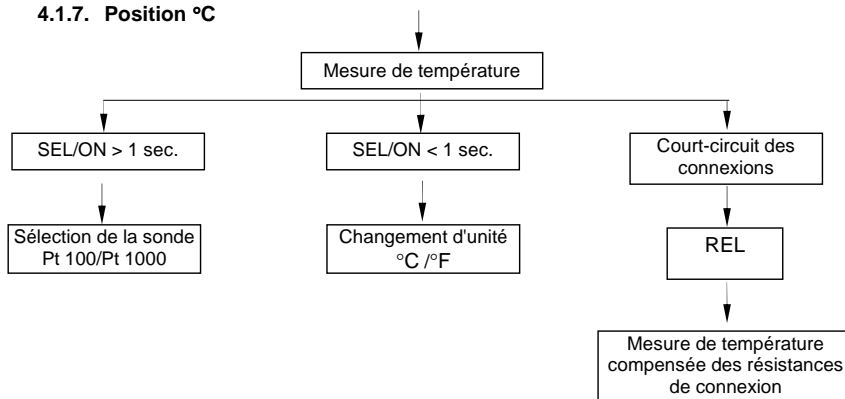 4.1.7. Position °C
Mesure de température
SEL/ON > 1 sec.
SEL/ON < 1 sec.
Court-circuit des
connexions
Sélection de la sonde
Pt 100/Pt 1000
Changement d'unité
°C /°F
REL
Mesure de température
compensée des résistances
de connexion